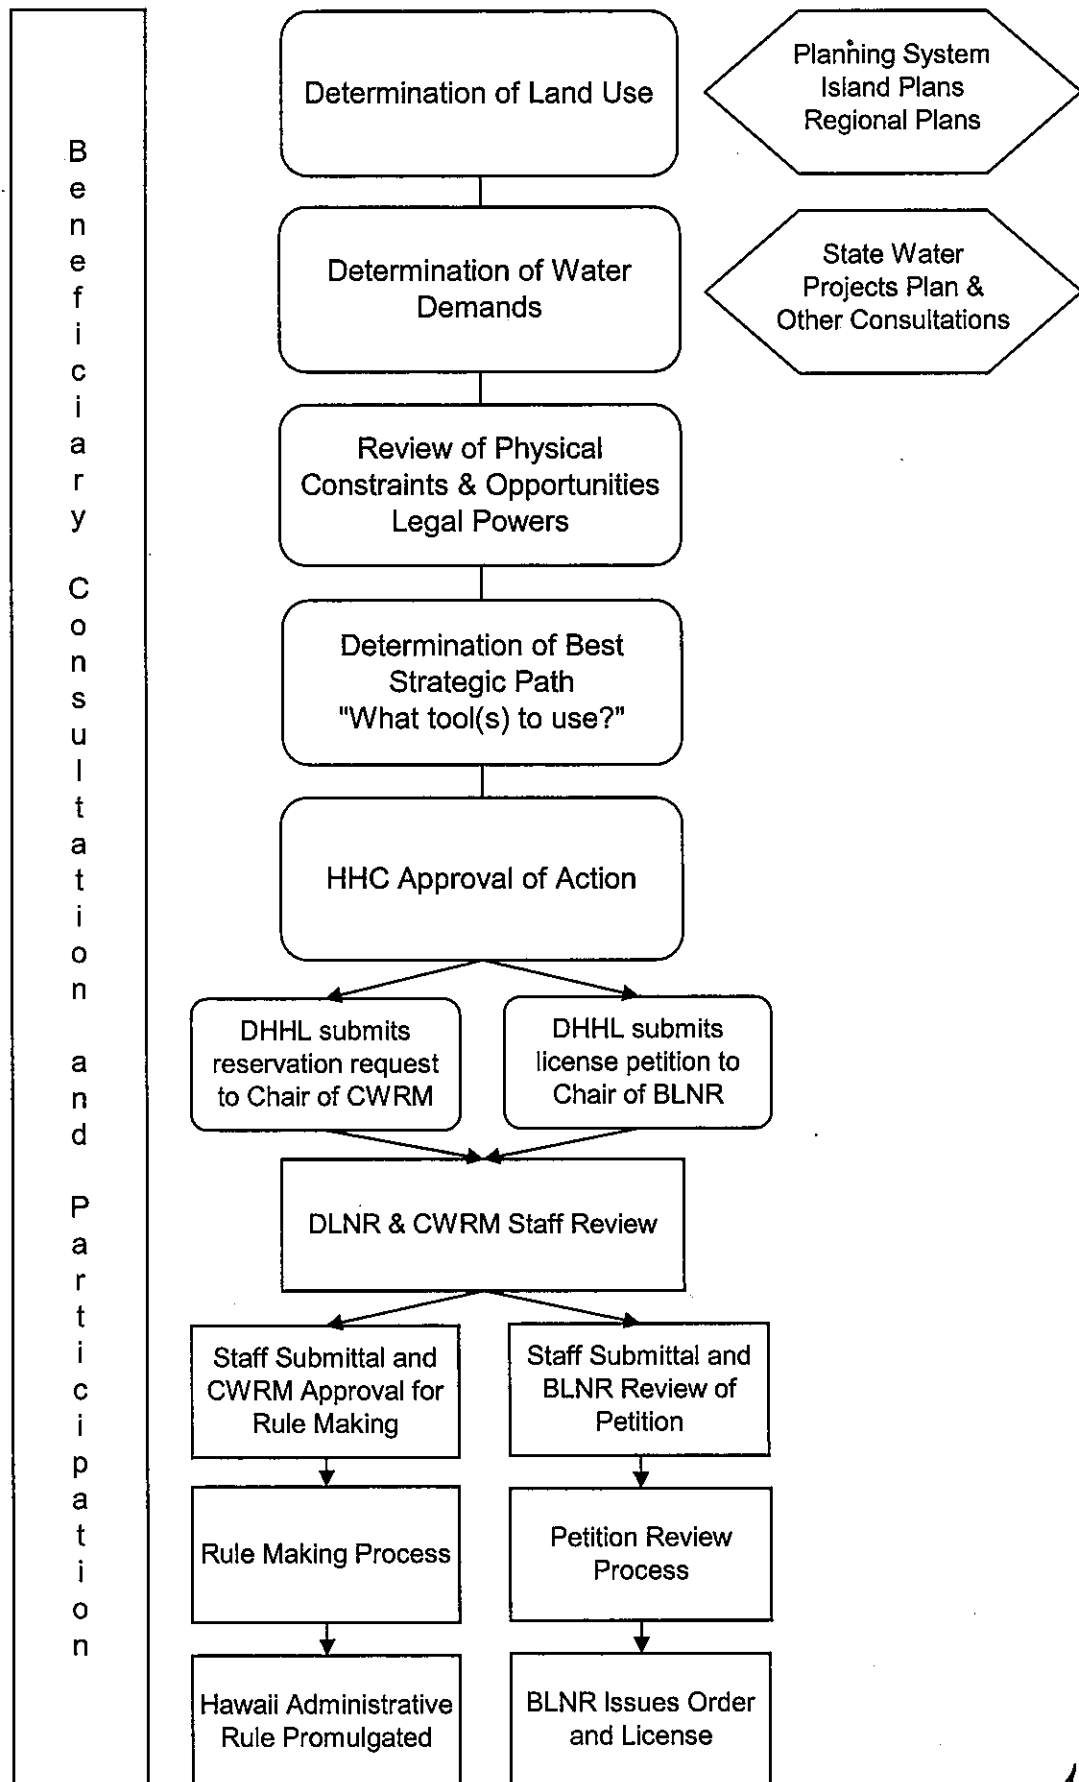 Beneficiary Consultation and Participation
Determination of Land Use
Planning System
Island Plans
Regional Plans
Determination of Water
Demands
State Water
Projects Plan &
Other Consultations
Review of Physical
Constraints & Opportunities
Legal Powers
Determination of Best
Strategic Path
"What tool(s) to use?"
HHC Approval of Action
DHHL submits
reservation request
to Chair of CWRM
DHHL submits
license petition to
Chair of BLNR
DLNR & CWRM Staff Review
Staff Submittal and
CWRM Approval for
Rule Making
Staff Submittal and
BLNR Review of
Petition
Rule Making Process
Petition Review
Process
Hawaii Administrative
Rule Promulgated
BLNR Issues Order
and License